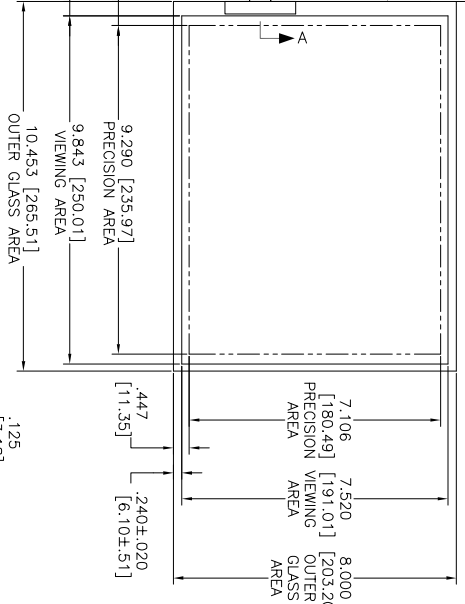 A
9.290 [235.97]
PRECISION AREA
9.843 [250.01]
VIEWING AREA
10.453 [265.51]
OUTER GLASS AREA
.447
[11.35]
.240±.020
[6.10±.51]
7.106
[180.49]
PRECISION
AREA
7.520
[191.01]
VIEWING
AREA
8.000
[203.20
OUTER
GLASS
AREA
.125